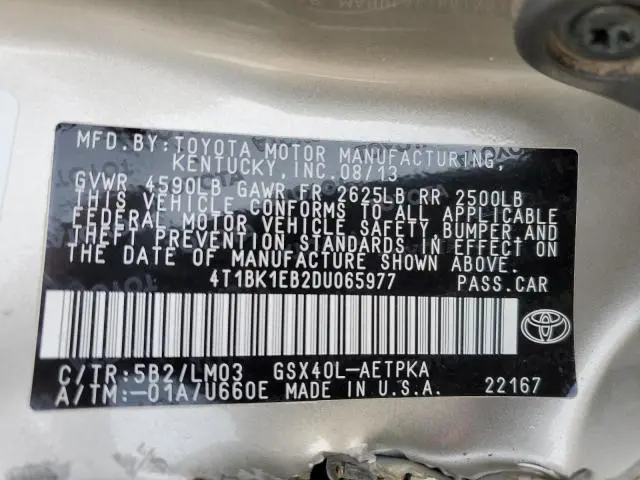 MFD.BY:TOYOTA MOTOR MANUFACTURING,
KENTUCKY, INC. 08/13
GVWR 4590LB GAWR FR 2625LB RR 2500LB
THIS VEHICLE CONFORMS TO ALL APPLICABLE
FEDERAL MOTOR VEHICLE SAFETY,BUMPER,AND
THEFT PREVENTION STANDARDS IN EFFECT ON
THE DATE OF MANUFACTURE SHOWN ABOVE.
4T1BK1EB2DU065977 PASS.CAR
C/TR:5B2/LM03 GSX40L-AETPKA
A/TM:-01A/U660E MADE IN U.S.A. 22167